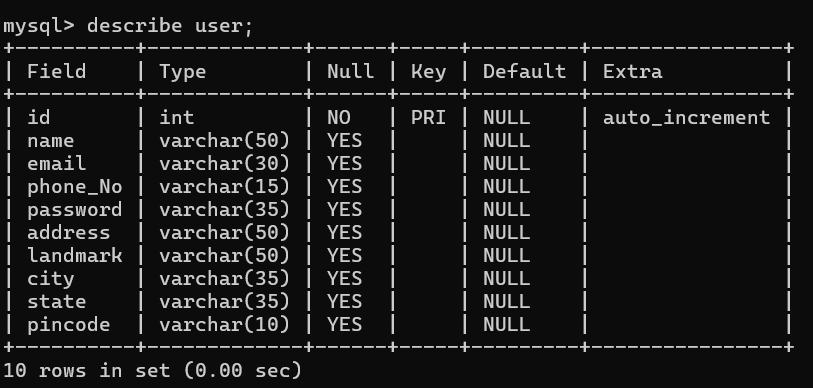 mysql> describe user;
+----------+-------------+------+-----+---------+----------------+
| Field    | Type        | Null | Key | Default | Extra          |
+----------+-------------+------+-----+---------+----------------+
| id       | int         | NO   | PRI | NULL    | auto_increment |
| name     | varchar(50) | YES  |     | NULL    |                |
| email    | varchar(30) | YES  |     | NULL    |                |
| phone_No | varchar(15) | YES  |     | NULL    |                |
| password | varchar(35) | YES  |     | NULL    |                |
| address  | varchar(50) | YES  |     | NULL    |                |
| landmark | varchar(50) | YES  |     | NULL    |                |
| city     | varchar(35) | YES  |     | NULL    |                |
| state    | varchar(35) | YES  |     | NULL    |                |
| pincode  | varchar(10) | YES  |     | NULL    |                |
+----------+-------------+------+-----+---------+----------------+
10 rows in set (0.00 sec)